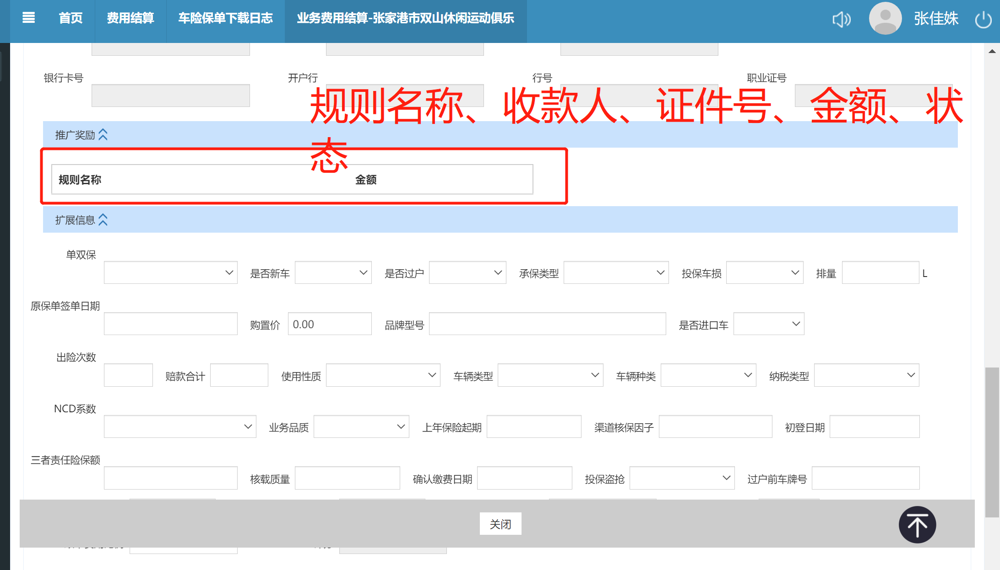 首页 费用结算 车险保单下载日志 业务费用结算-张家港市双山休闲运动俱乐 张佳姝
银行卡号 开户行 行号 职业证号
规则名称、收款人、证件号、金额、状
态
推广奖励
规则名称 金额
扩展信息
单双保 是否新车 是否过户 承保类型 投保车损 排量 L
原保单签单日期 购置价 0.00 品牌型号 是否进口车
出险次数 赔款合计 使用性质 车辆类型 车辆种类 纳税类型
NCD系数 业务品质 上年保险起期 渠道核保因子 初登日期
三者责任险保额 核载质量 确认缴费日期 投保盗抢 过户前车牌号
关闭